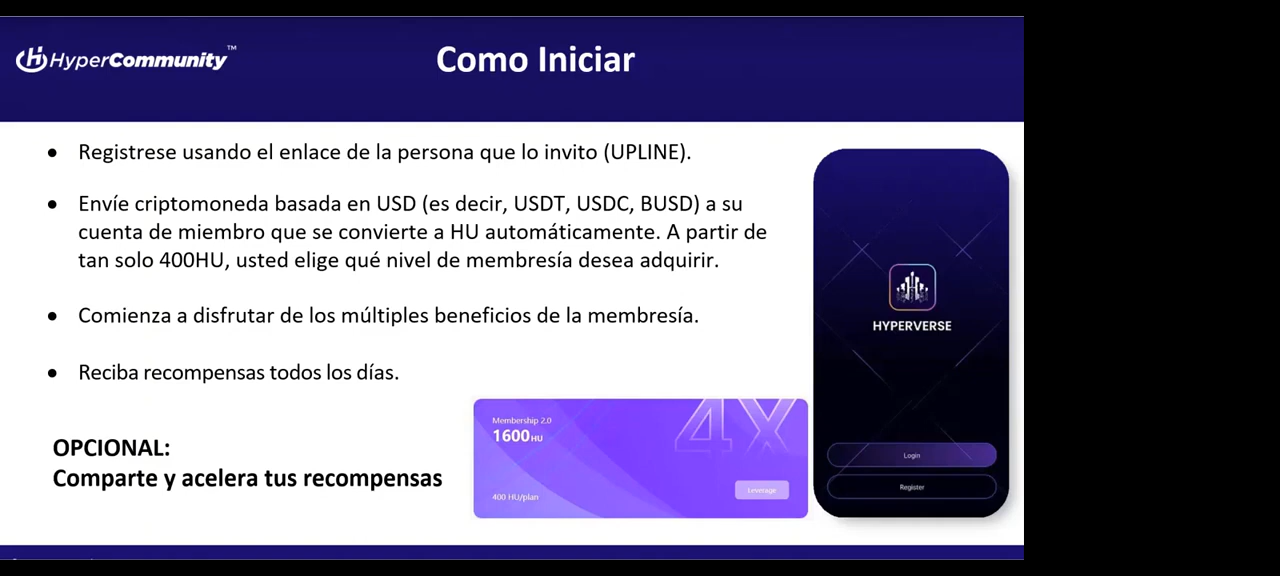 HyperCommunity™
Como Iniciar
● Registrese usando el enlace de la persona que lo invito (UPLINE).
● Envíe criptomoneda basada en USD (es decir, USDT, USDC, BUSD) a su
cuenta de miembro que se convierte a HU automáticamente. A partir de
tan solo 400HU, usted elige qué nivel de membresía desea adquirir.
● Comienza a disfrutar de los múltiples beneficios de la membresía.
● Reciba recompensas todos los días.
OPCIONAL:
Comparte y acelera tus recompensas
Membership 2.0
1600 HU
4X
400 HU/plan
Leverage
HYPERVERSE
Login
Register